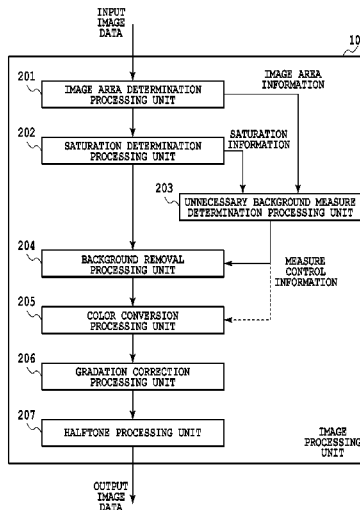 INPUT
IMAGE
DATA
10
201
IMAGE AREA DETERMINATION
PROCESSING UNIT
IMAGE AREA
INFORMATION
202
SATURATION DETERMINATION
PROCESSING UNIT
SATURATION
INFORMATION
203
UNNECESSARY BACKGROUND MEASURE
DETERMINATION PROCESSING UNIT
204
BACKGROUND REMOVAL
PROCESSING UNIT
MEASURE
CONTROL
INFORMATION
205
COLOR CONVERSION
PROCESSING UNIT
206
GRADATION CORRECTION
PROCESSING UNIT
207
HALFTONE PROCESSING UNIT
IMAGE
PROCESSING
UNIT
OUTPUT
IMAGE
DATA